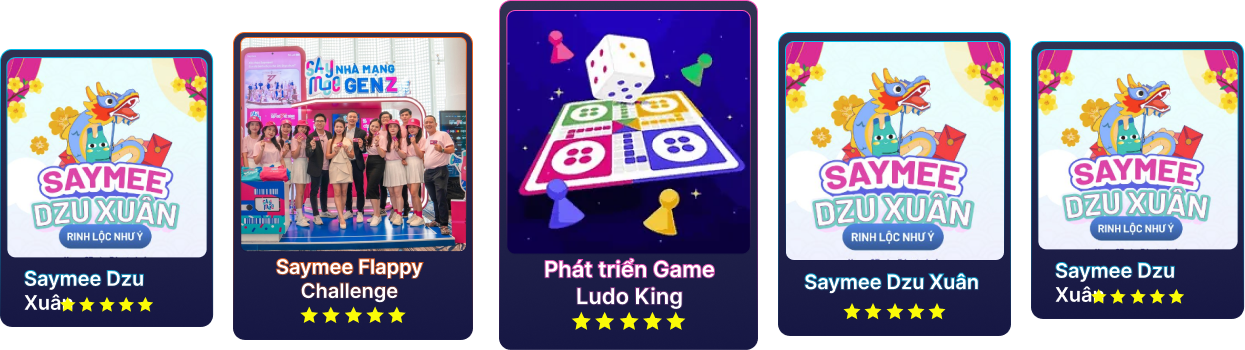 SAYMEE
DZU XUÂN
RINH LỘC NHƯ Ý
Saymee Dzu
Xuân
NHÀ MẠNG
GENZ
Saymee Flappy
Challenge
Phát triển Game
Ludo King
SAYMEE
DZU XUÂN
RINH LỘC NHƯ Ý
Saymee Dzu Xuân
SAYMEE
DZU XUÂN
RINH LỘC NHƯ Ý
Saymee Dzu
Xuân